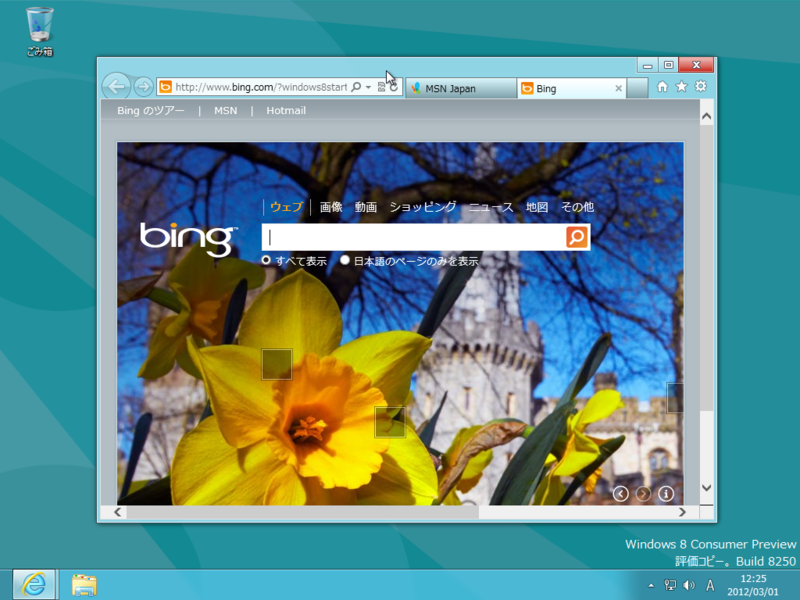 ごみ箱
http://www.bing.com/?windows8start
MSN Japan
Bing
Bing のツアー | MSN | Hotmail
ウェブ | 画像 動画 ショッピング ニュース 地図 その他
bing
すべて表示 日本語のページのみを表示
Windows 8 Consumer Preview
評価コピー。Build 8250
A
12:25
2012/03/01